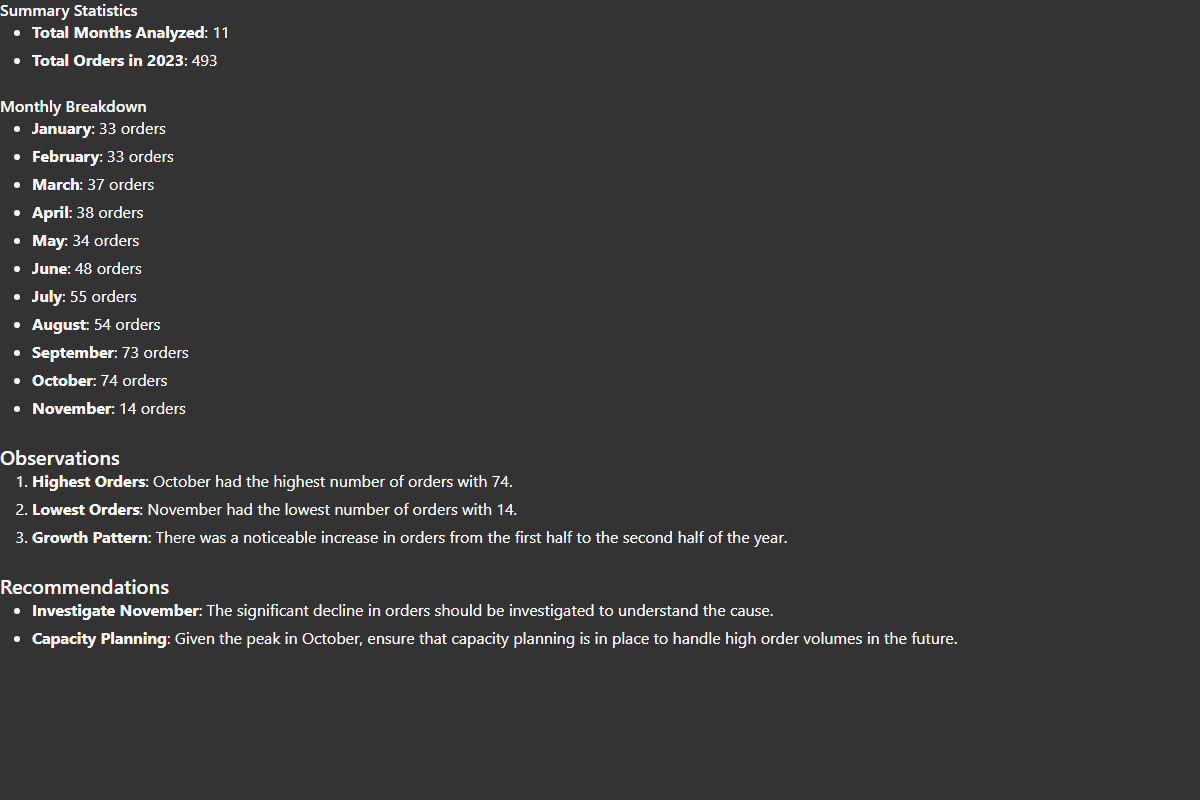 Summary Statistics
• Total Months Analyzed: 11
• Total Orders in 2023: 493
Monthly Breakdown
• January: 33 orders
• February: 33 orders
• March: 37 orders
• April: 38 orders
• May: 34 orders
• June: 48 orders
• July: 55 orders
• August: 54 orders
• September: 73 orders
• October: 74 orders
• November: 14 orders
Observations
1. Highest Orders: October had the highest number of orders with 74.
2. Lowest Orders: November had the lowest number of orders with 14.
3. Growth Pattern: There was a noticeable increase in orders from the first half to the second half of the year.
Recommendations
• Investigate November: The significant decline in orders should be investigated to understand the cause.
• Capacity Planning: Given the peak in October, ensure that capacity planning is in place to handle high order volumes in the future.